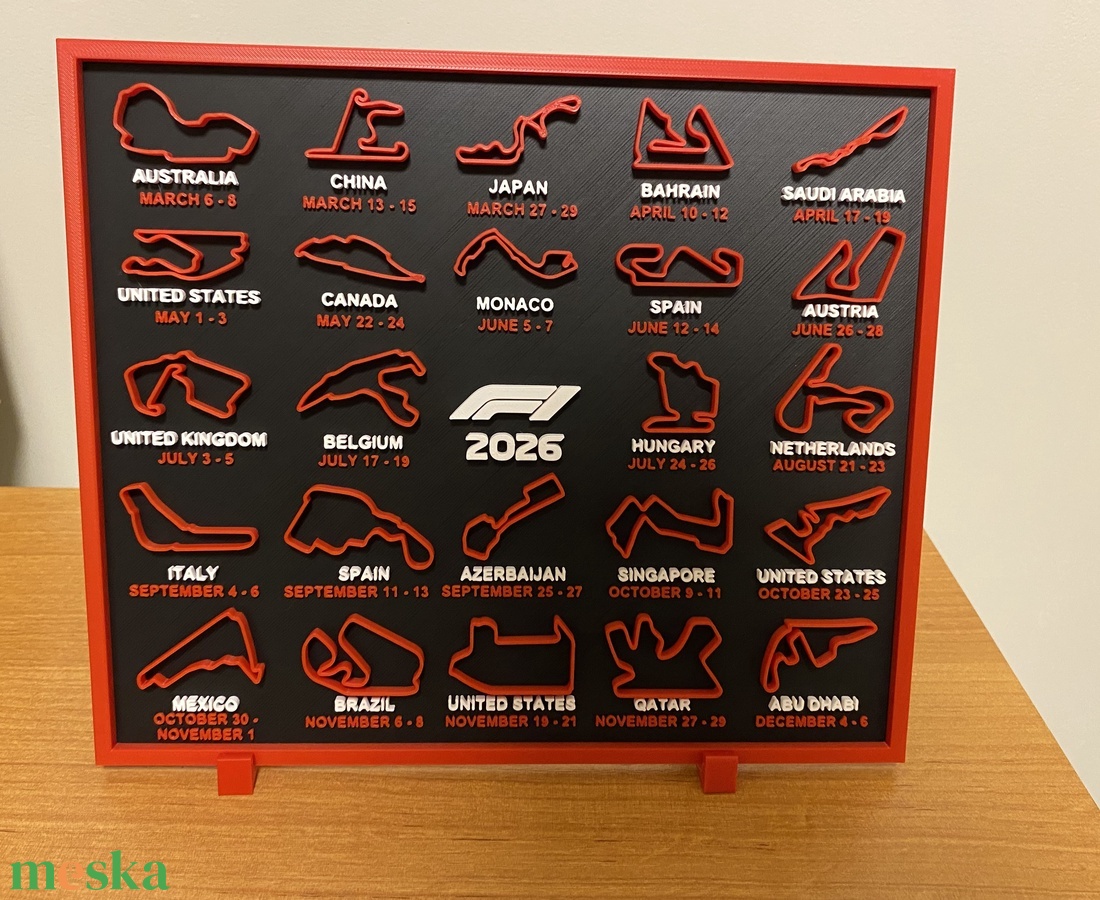 AUSTRALIA
MARCH 6 - 8
CHINA
MARCH 13 - 15
JAPAN
MARCH 27 - 29
BAHRAIN
APRIL 10 - 12
SAUDI ARABIA
APRIL 17 - 19
UNITED STATES
MAY 1 - 3
CANADA
MAY 22 - 24
MONACO
JUNE 5 - 7
SPAIN
JUNE 12 - 14
AUSTRIA
JUNE 26 - 28
UNITED KINGDOM
JULY 3 - 5
BELGIUM
JULY 17 - 19
F1
2026
HUNGARY
JULY 24 - 26
NETHERLANDS
AUGUST 21 - 23
ITALY
SEPTEMBER 4 - 6
SPAIN
SEPTEMBER 11 - 13
AZERBAIJAN
SEPTEMBER 25 - 27
SINGAPORE
OCTOBER 9 - 11
UNITED STATES
OCTOBER 23 - 25
MEXICO
OCTOBER 30 -
NOVEMBER 1
BRAZIL
NOVEMBER 6 - 8
UNITED STATES
NOVEMBER 19 - 21
QATAR
NOVEMBER 27 - 29
ABU DHABI
DECEMBER 4 - 6
meska